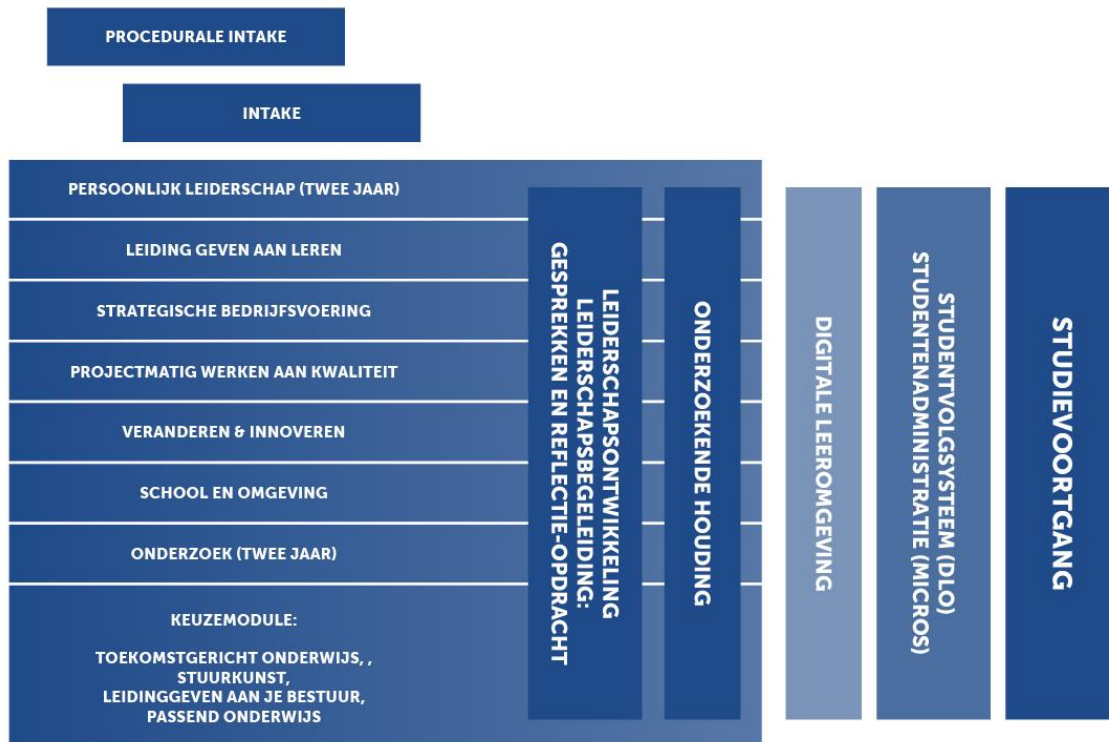 PROCEDURALE INTAKE
INTAKE
PERSOONLIJK LEIDERSCHAP (TWEE JAAR)
LEIDING GEVEN AAN LEREN
STRATEGISCHE BEDRIJFSVOERING
PROJECTMATIG WERKEN AAN KWALITEIT
VERANDEREN & INNOVEREN
SCHOOL EN OMGEVING
ONDERZOEK (TWEE JAAR)
KEUZEMODULE:
TOEKOMSTGERICHT ONDERWIJS, ,
STUURKUNST,
LEIDINGGEVEN AAN JE BESTUUR,
PASSEND ONDERWIJS
LEIDERSCHAPSONTWIKKELING
LEIDERSCHAPSBEGELEIDING:
GESPREKKEN EN REFLECTIE-OPDRACHT
ONDERZOEKENDE HOUDING
DIGITALE LEEROMGEVING
STUDENTVOLGSYSTEEM (DLO)
STUDENTENADMINISTRATIE (MICROS)
STUDIEVOORTGANG